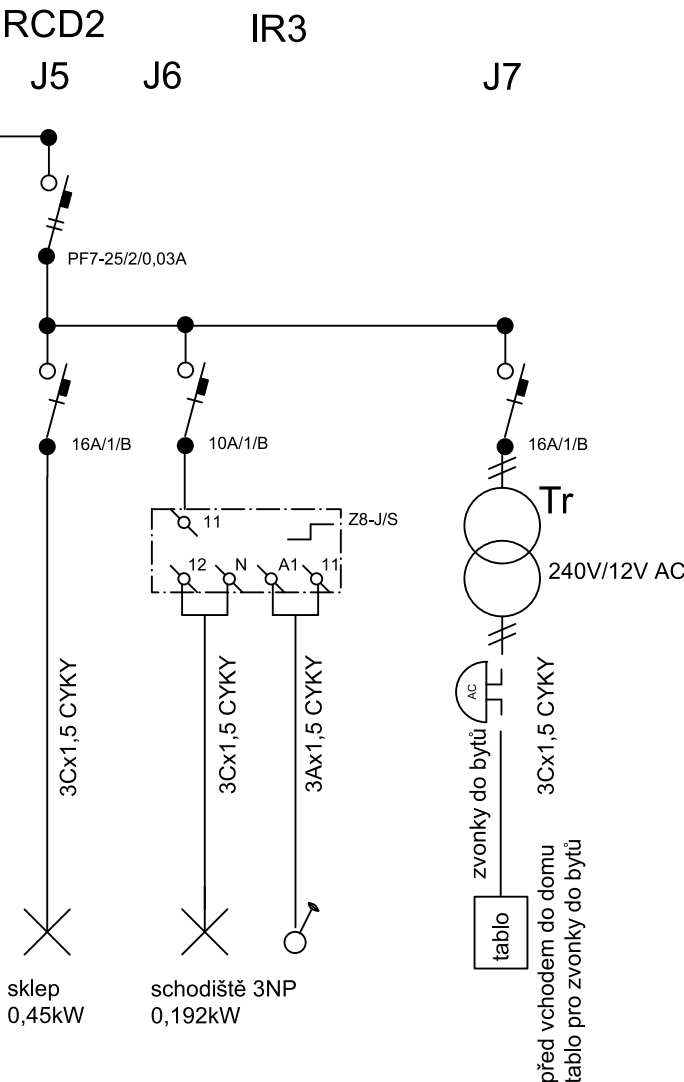 RCD2
IR3
J5
J6
J7
PF7-25/2/0,03A
16A/1/B
10A/1/B
16A/1/B
11
Z8-J/S
12
N
A1
11
Tr
240V/12V AC
AC
3Cx1,5 CYKY
3Cx1,5 CYKY
3Ax1,5 CYKY
zvonky do bytů
3Cx1,5 CYKY
tablo
před vchodem do domu
tablo pro zvonky do bytů
sklep
0,45kW
schodiště 3NP
0,192kW